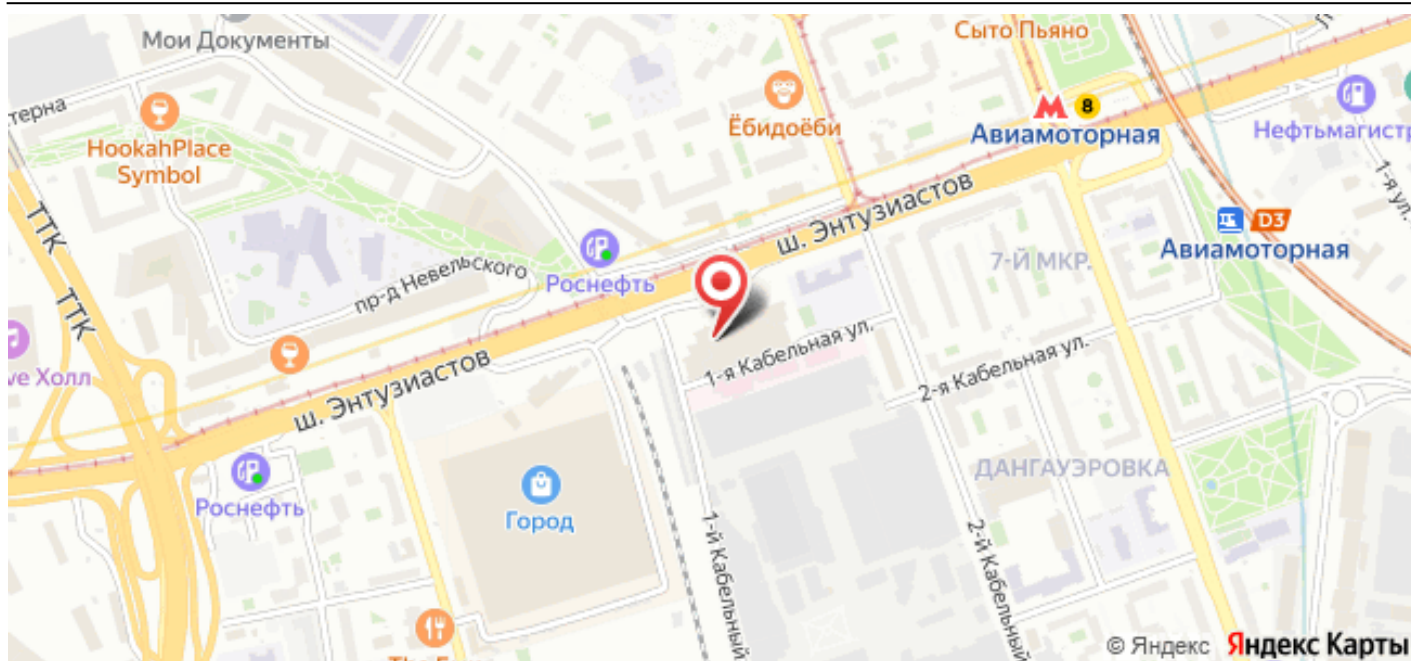 Мои Документы
Сыто Пьяно
терна
HookahPlace
Symbol
Ёбидоёби
8
Авиамоторная
Нефтьмагистр
1-я ул.
ТТК
ТТК
пр-д Невельского
Роснефть
ш. Энтузиастов
7-Й МКР.
D3
Авиамоторная
ve Холл
ш. Энтузиастов
1-я Кабельная ул.
2-я Кабельная ул.
Роснефть
Город
ДАНГАУЭРОВКА
1-й Кабельный
2-й Кабельный
© Яндекс Яндекс Карты